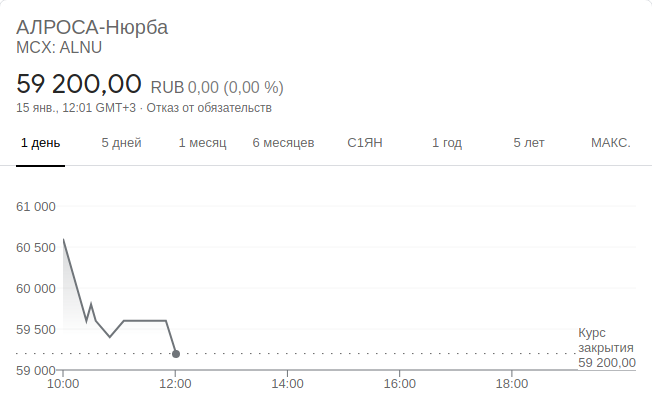 АЛРОСА-Нюрба
MCX: ALNU
59 200,00 RUB 0,00 (0,00 %)
15 янв., 12:01 GMT+3 · Отказ от обязательств
1 день 5 дней 1 месяц 6 месяцев С1ЯН 1 год 5 лет МАКС.
61 000
60 500
60 000
59 500
59 000
Курс
закрытия
59 200,00
10:00 12:00 14:00 16:00 18:00